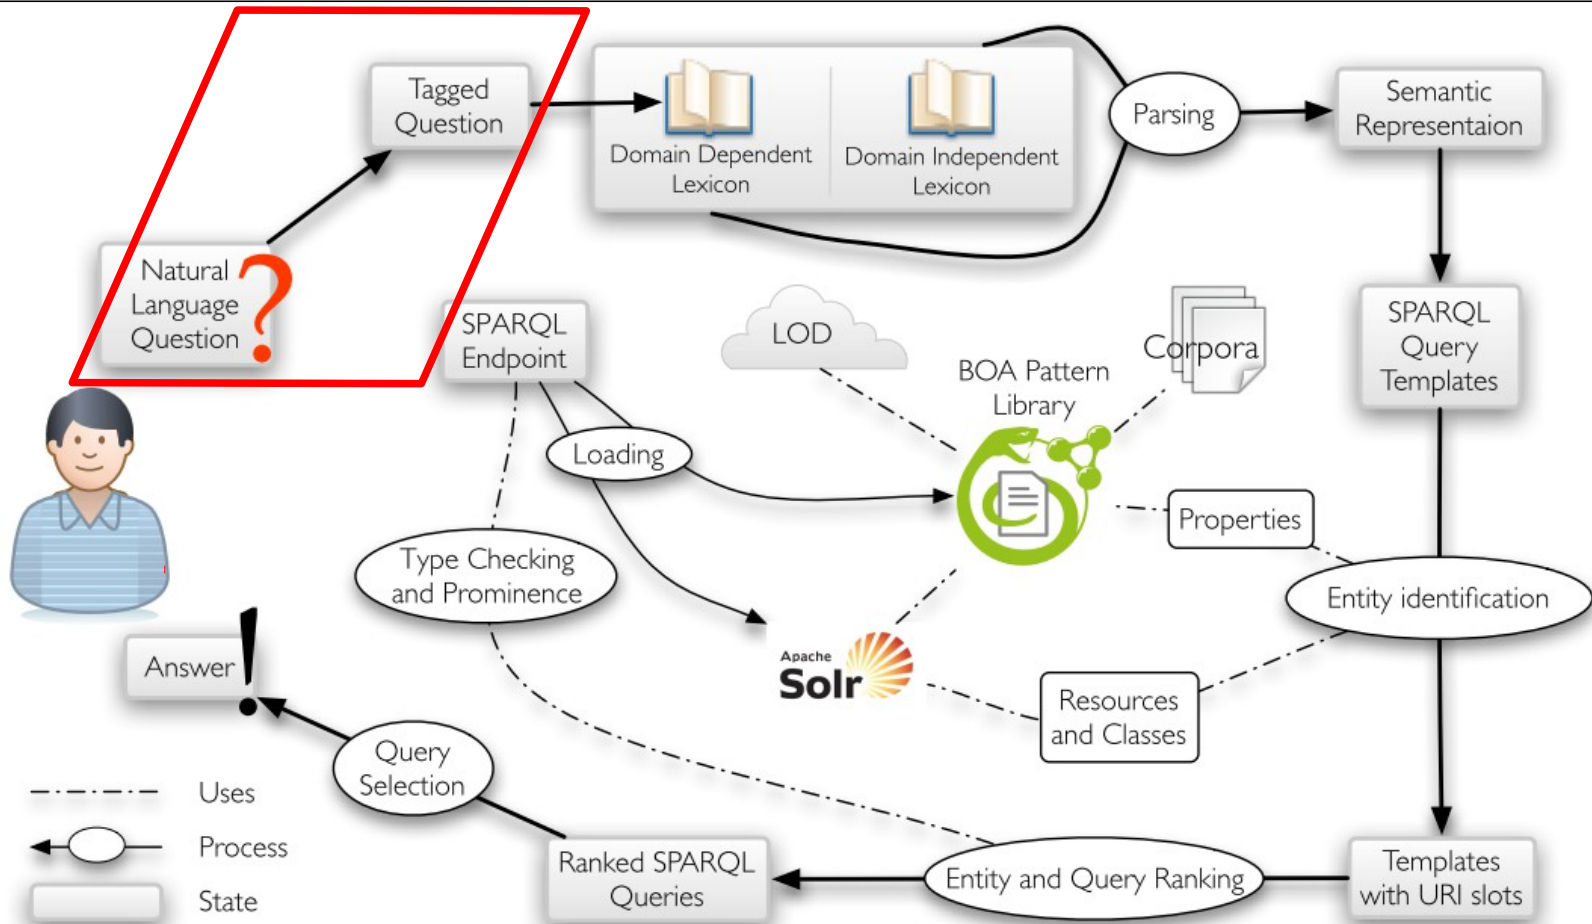 Tagged
Question
Domain Dependent
Lexicon
Domain Independent
Lexicon
Parsing
Semantic
Representaion
Natural
Language
Question
?
SPARQL
Endpoint
LOD
Corpora
BOA Pattern
Library
SPARQL
Query
Templates
Loading
Properties
Type Checking
and Prominence
Entity identification
Answer
!
Apache
Solr
Resources
and Classes
Query
Selection
Uses
Process
State
Ranked SPARQL
Queries
Entity and Query Ranking
Templates
with URI slots